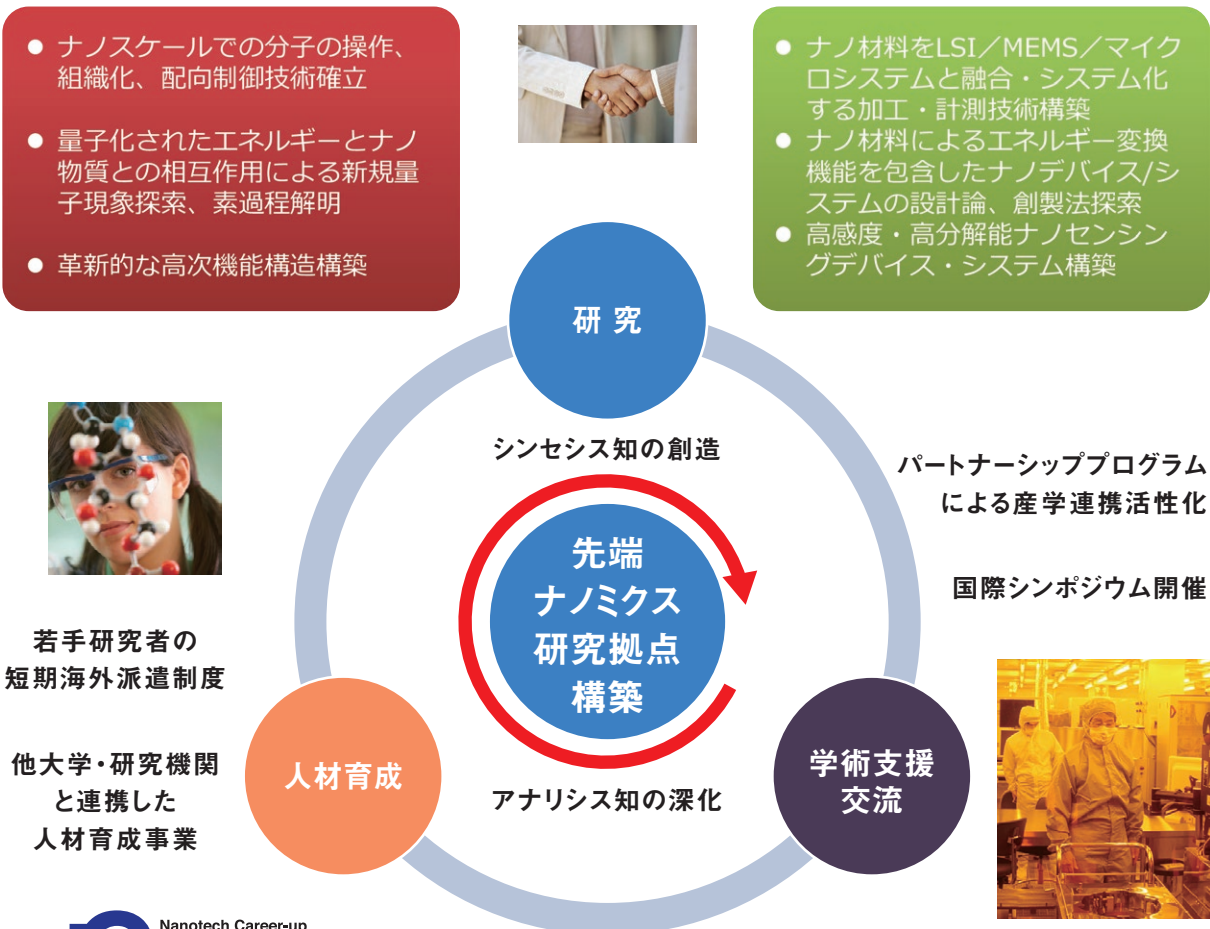 ● ナノスケールでの分子の操作、
組織化、配向制御技術確立
● 量子化されたエネルギーとナノ
物質との相互作用による新規量
子現象探索、素過程解明
● 革新的な高次機能構造構築
● ナノ材料をLSI／MEMS／マイク
ロシステムと融合・システム化
する加工・計測技術構築
● ナノ材料によるエネルギー変換
機能を包含したナノデバイス/シ
ステムの設計論、創製法探索
● 高感度・高分解能ナノセンシン
グデバイス・システム構築
研 究
シンセシス知の創造
先端
ナノミクス
研究拠点
構築
アナリシス知の深化
パートナーシッププログラム
による産学連携活性化
国際シンポジウム開催
若手研究者の
短期海外派遣制度
他大学・研究機関
と連携した
人材育成事業
人材育成
学術支援
交流
Nanotech Career-up